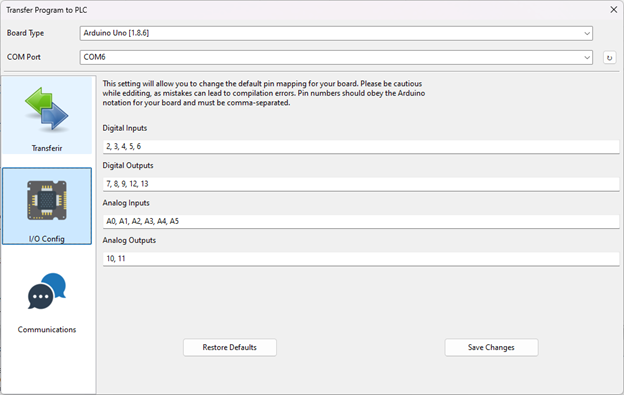 Transfer Program to PLC
Board Type
Arduino Uno [1.8.6]
COM Port
COM6
Transferir
I/O Config
Communications
This setting will allow you to change the default pin mapping for your board. Please be cautious
while edditing, as mistakes can lead to compilation errors. Pin numbers should obey the Arduino
notation for your board and must be comma-separated.
Digital Inputs
2, 3, 4, 5, 6
Digital Outputs
7, 8, 9, 12, 13
Analog Inputs
A0, A1, A2, A3, A4, A5
Analog Outputs
10, 11
Restore Defaults
Save Changes